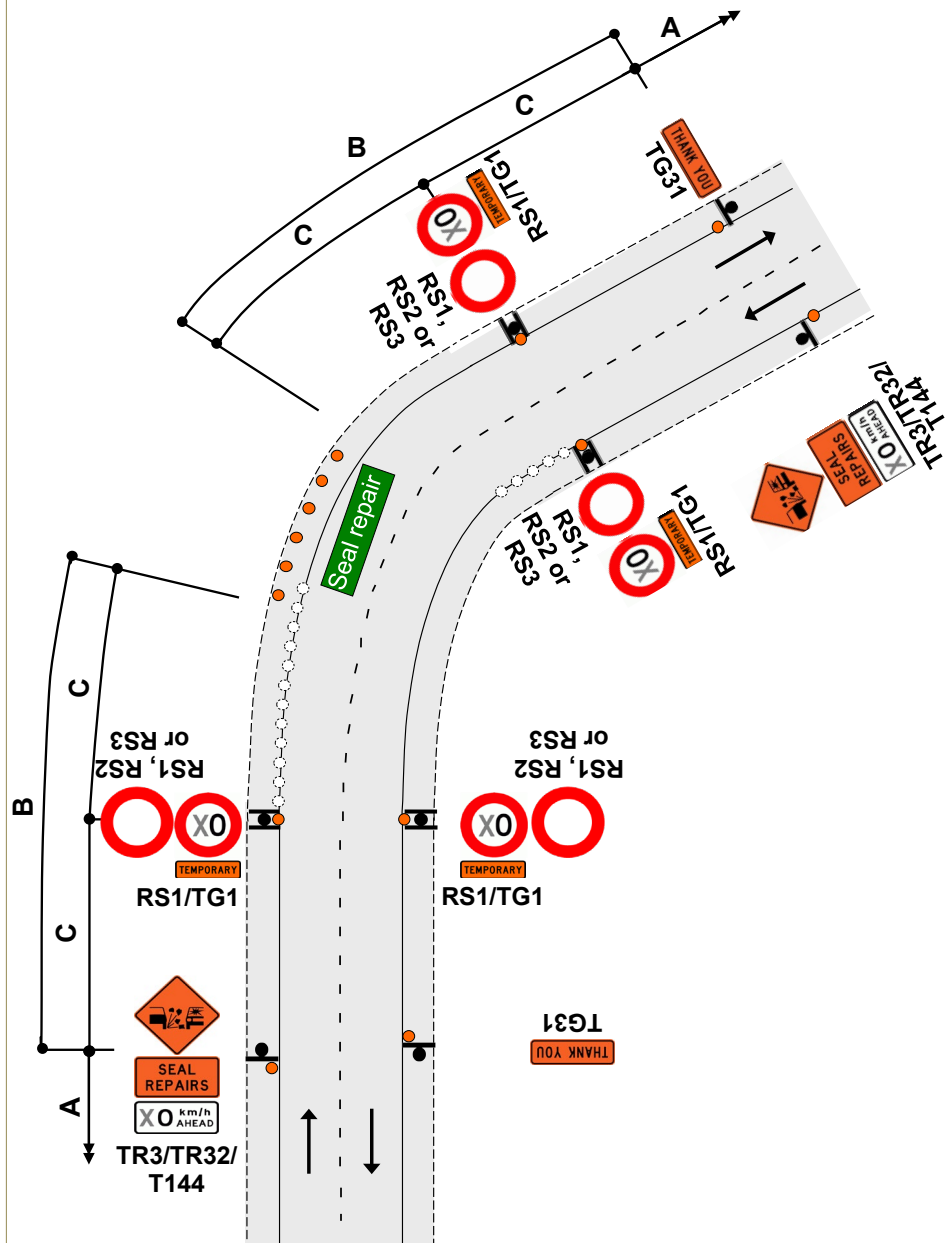 A
C
B
C
THANK YOU
TG31
TEMPORARY
X0
RS1/TG1
RS1,
RS2 or
RS3
TR3/TR32/
T144
X0 km/h
AHEAD
SEAL
REPAIRS
Seal repair
RS1,
RS2 or
RS3
X0
TEMPORARY
RS1/TG1
C
B
C
A
RS1, RS2
or RS3
X0
TEMPORARY
RS1/TG1
RS1, RS2
or RS3
X0
TEMPORARY
RS1/TG1
TG31
THANK YOU
SEAL
REPAIRS
X0 km/h
AHEAD
TR3/TR32/
T144